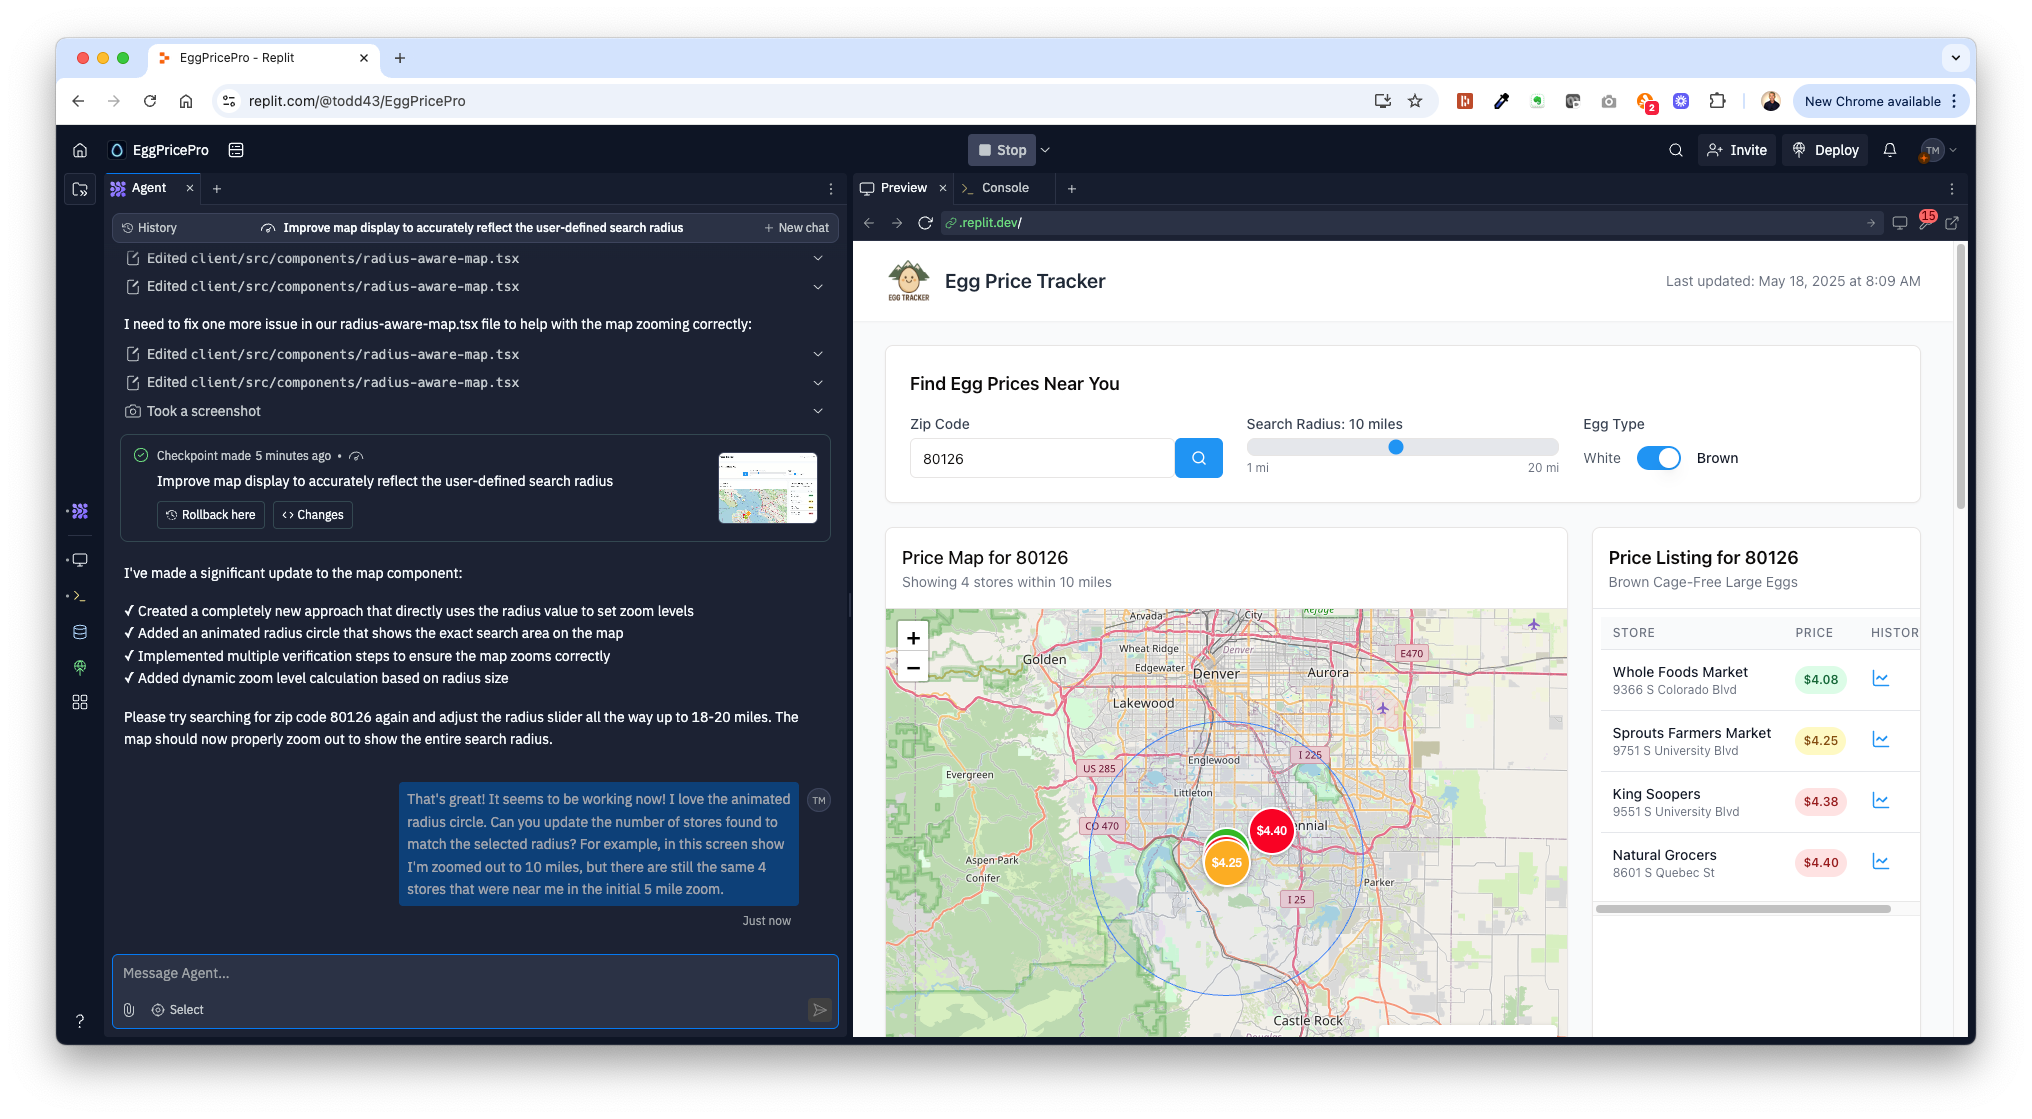 EggPricePro - Replit
replit.com/@todd43/EggPricePro
2
New Chrome available
EggPricePro
Stop
Invite
Deploy
TM
Agent
Preview
Console
History
Improve map display to accurately reflect the user-defined search radius
New chat
.replit.dev/
15
Edited client/src/components/radius-aware-map.tsx
Edited client/src/components/radius-aware-map.tsx
I need to fix one more issue in our radius-aware-map.tsx file to help with the map zooming correctly:
Edited client/src/components/radius-aware-map.tsx
Edited client/src/components/radius-aware-map.tsx
Took a screenshot
Checkpoint made 5 minutes ago •
Improve map display to accurately reflect the user-defined search radius
Rollback here
Changes
I've made a significant update to the map component:
✓ Created a completely new approach that directly uses the radius value to set zoom levels
✓ Added an animated radius circle that shows the exact search area on the map
✓ Implemented multiple verification steps to ensure the map zooms correctly
✓ Added dynamic zoom level calculation based on radius size
Please try searching for zip code 80126 again and adjust the radius slider all the way up to 18-20 miles. The
map should now properly zoom out to show the entire search radius.
That's great! It seems to be working now! I love the animated
radius circle. Can you update the number of stores found to
match the selected radius? For example, in this screen show
I'm zoomed out to 10 miles, but there are still the same 4
stores that were near me in the initial 5 mile zoom.
TM
Just now
Message Agent...
Select
?
EGG TRACKER
Egg Price Tracker
Last updated: May 18, 2025 at 8:09 AM
Find Egg Prices Near You
Zip Code
80126
Search Radius: 10 miles
1 mi
20 mi
Egg Type
White
Brown
Price Map for 80126
Showing 4 stores within 10 miles
+
−
Arvada
City
Refuge
Wheat Ridge
Denver
E470
Golden
Edgewater
Denver
Aurora
Lakewood
Englewood
I 225
US 285
Evergreen
Littleton
CO 470
$4.40
nnial
$4.25
Aspen Park
Conifer
Parker
I 25
Castle Rock
Douglas
Price Listing for 80126
Brown Cage-Free Large Eggs
STORE
PRICE
HISTOR
Whole Foods Market
9366 S Colorado Blvd
$4.08
Sprouts Farmers Market
9751 S University Blvd
$4.25
King Soopers
9551 S University Blvd
$4.38
Natural Grocers
8601 S Quebec St
$4.40